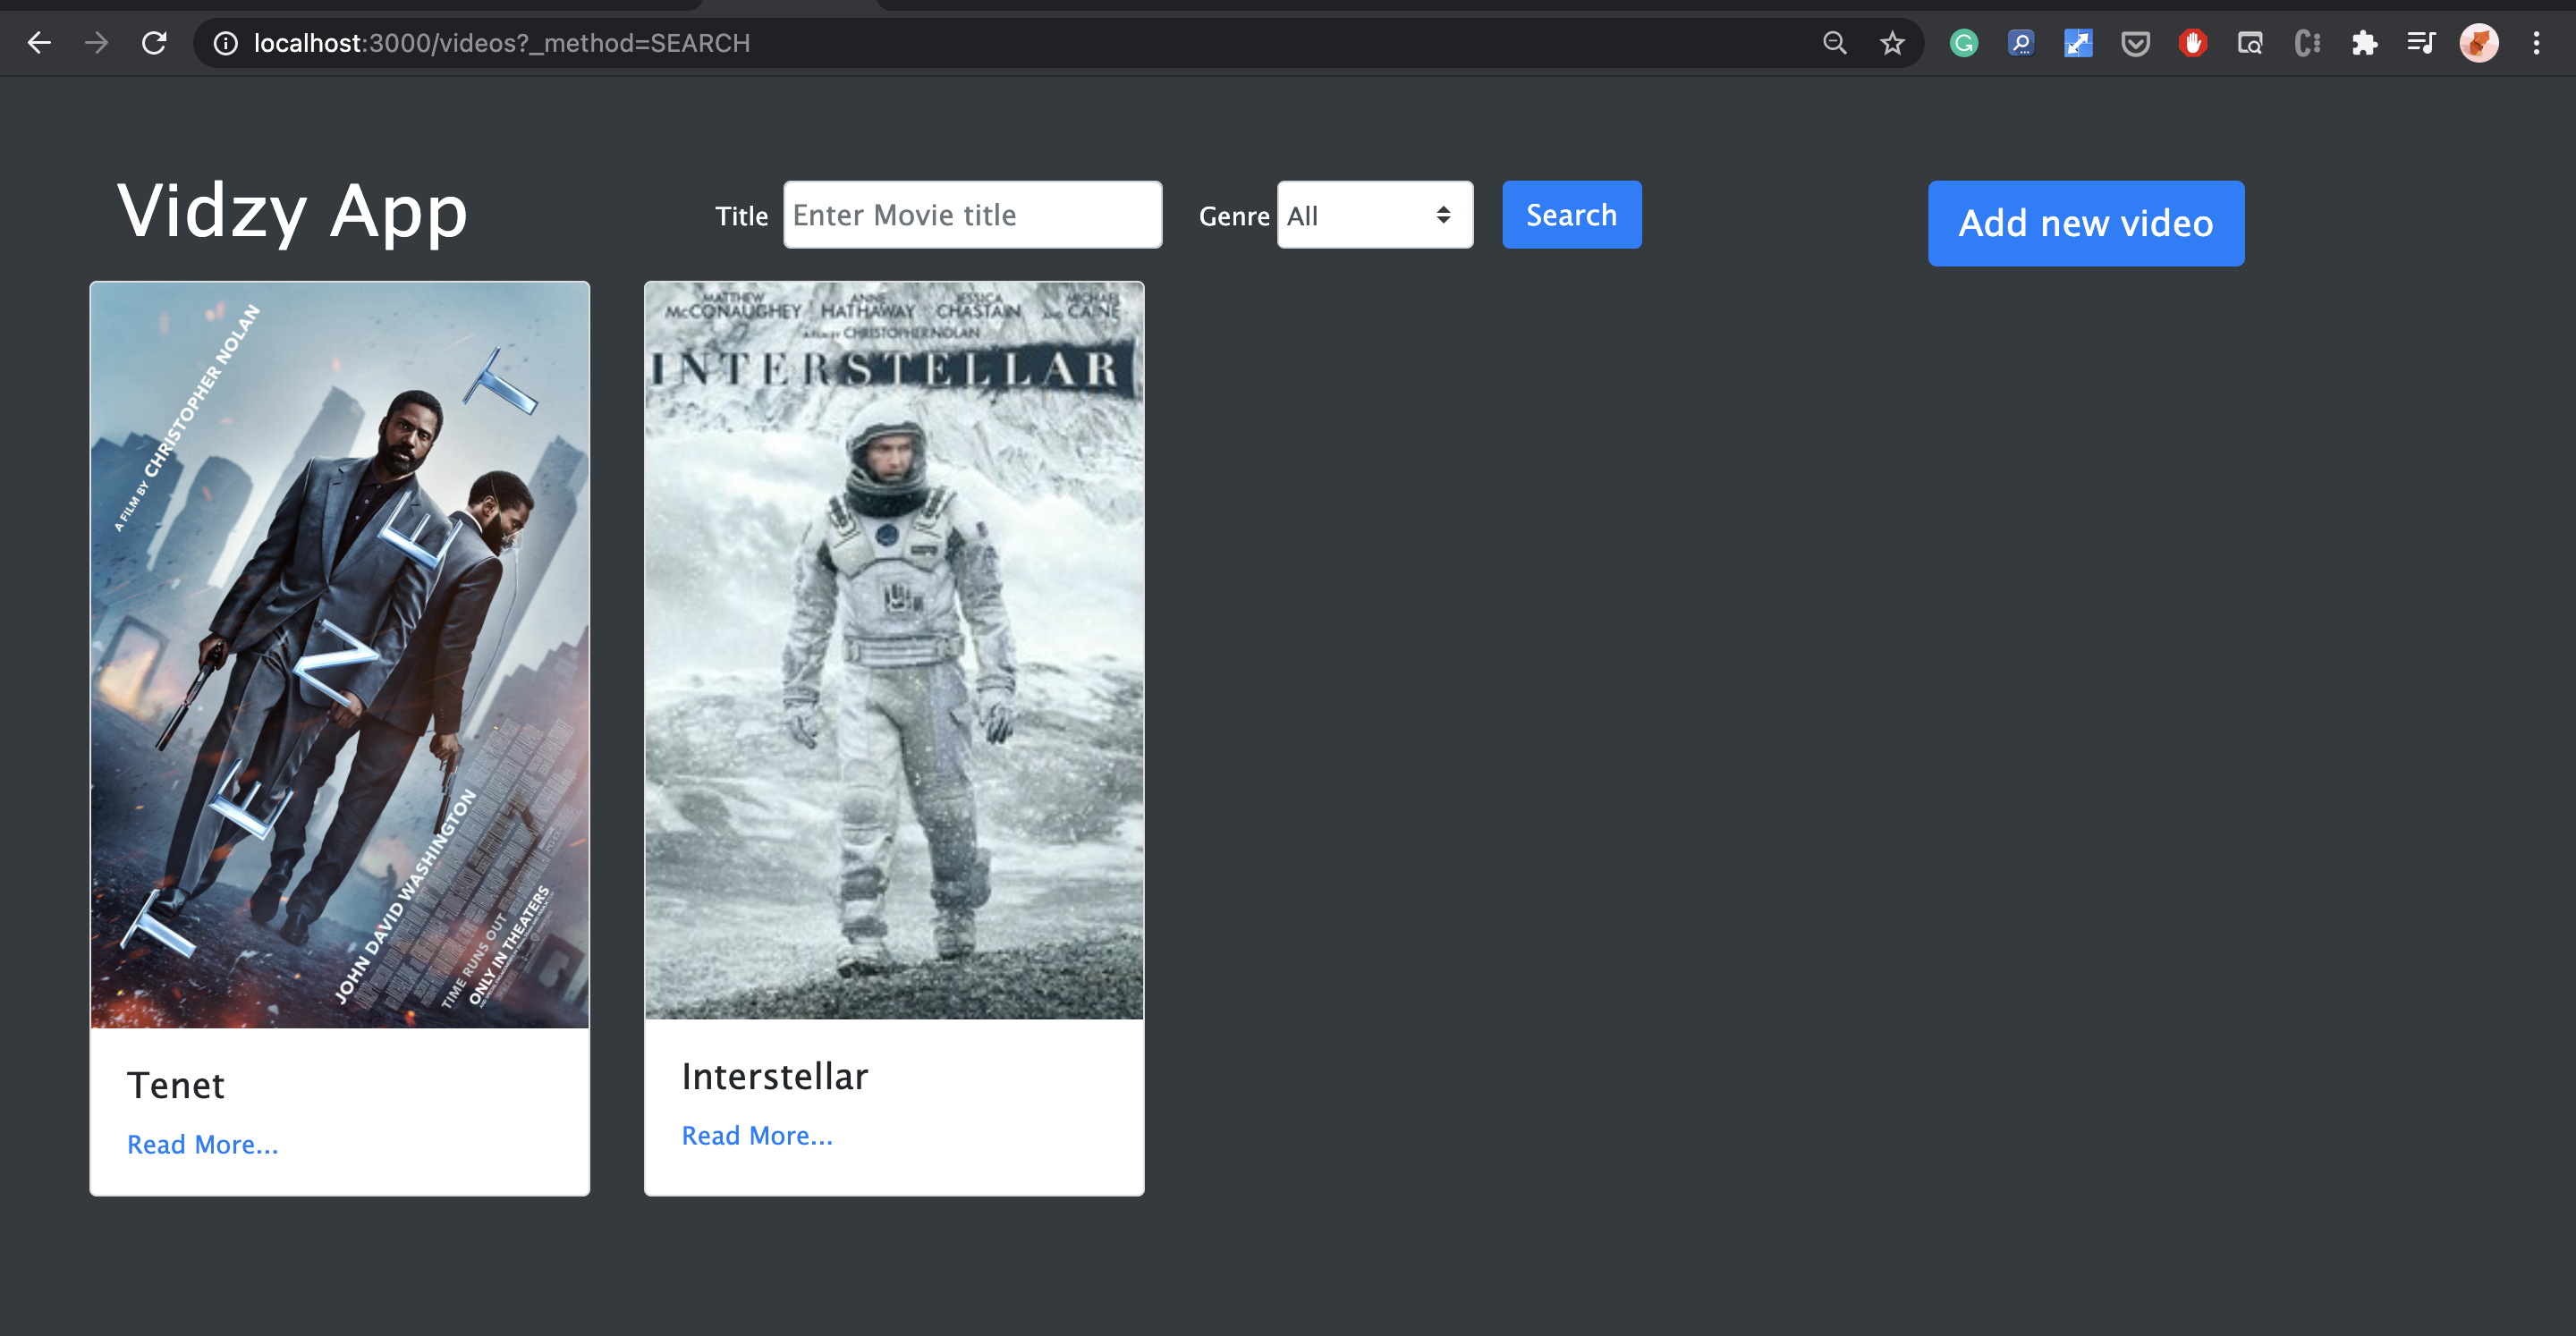 localhost:3000/videos?_method=SEARCH
Vidzy App
Title
Enter Movie title
Genre
All
Search
Add new video
A FILM BY CHRISTOPHER NOLAN
TENET
JOHN DAVID WASHINGTON
TIME RUNS OUT
ONLY IN THEATERS
MATTHEW McCONAUGHEY
ANNE HATHAWAY
JESSICA CHASTAIN
AND MICHAEL CAINE
A FILM BY CHRISTOPHER NOLAN
INTERSTELLAR
Tenet
Read More...
Interstellar
Read More...